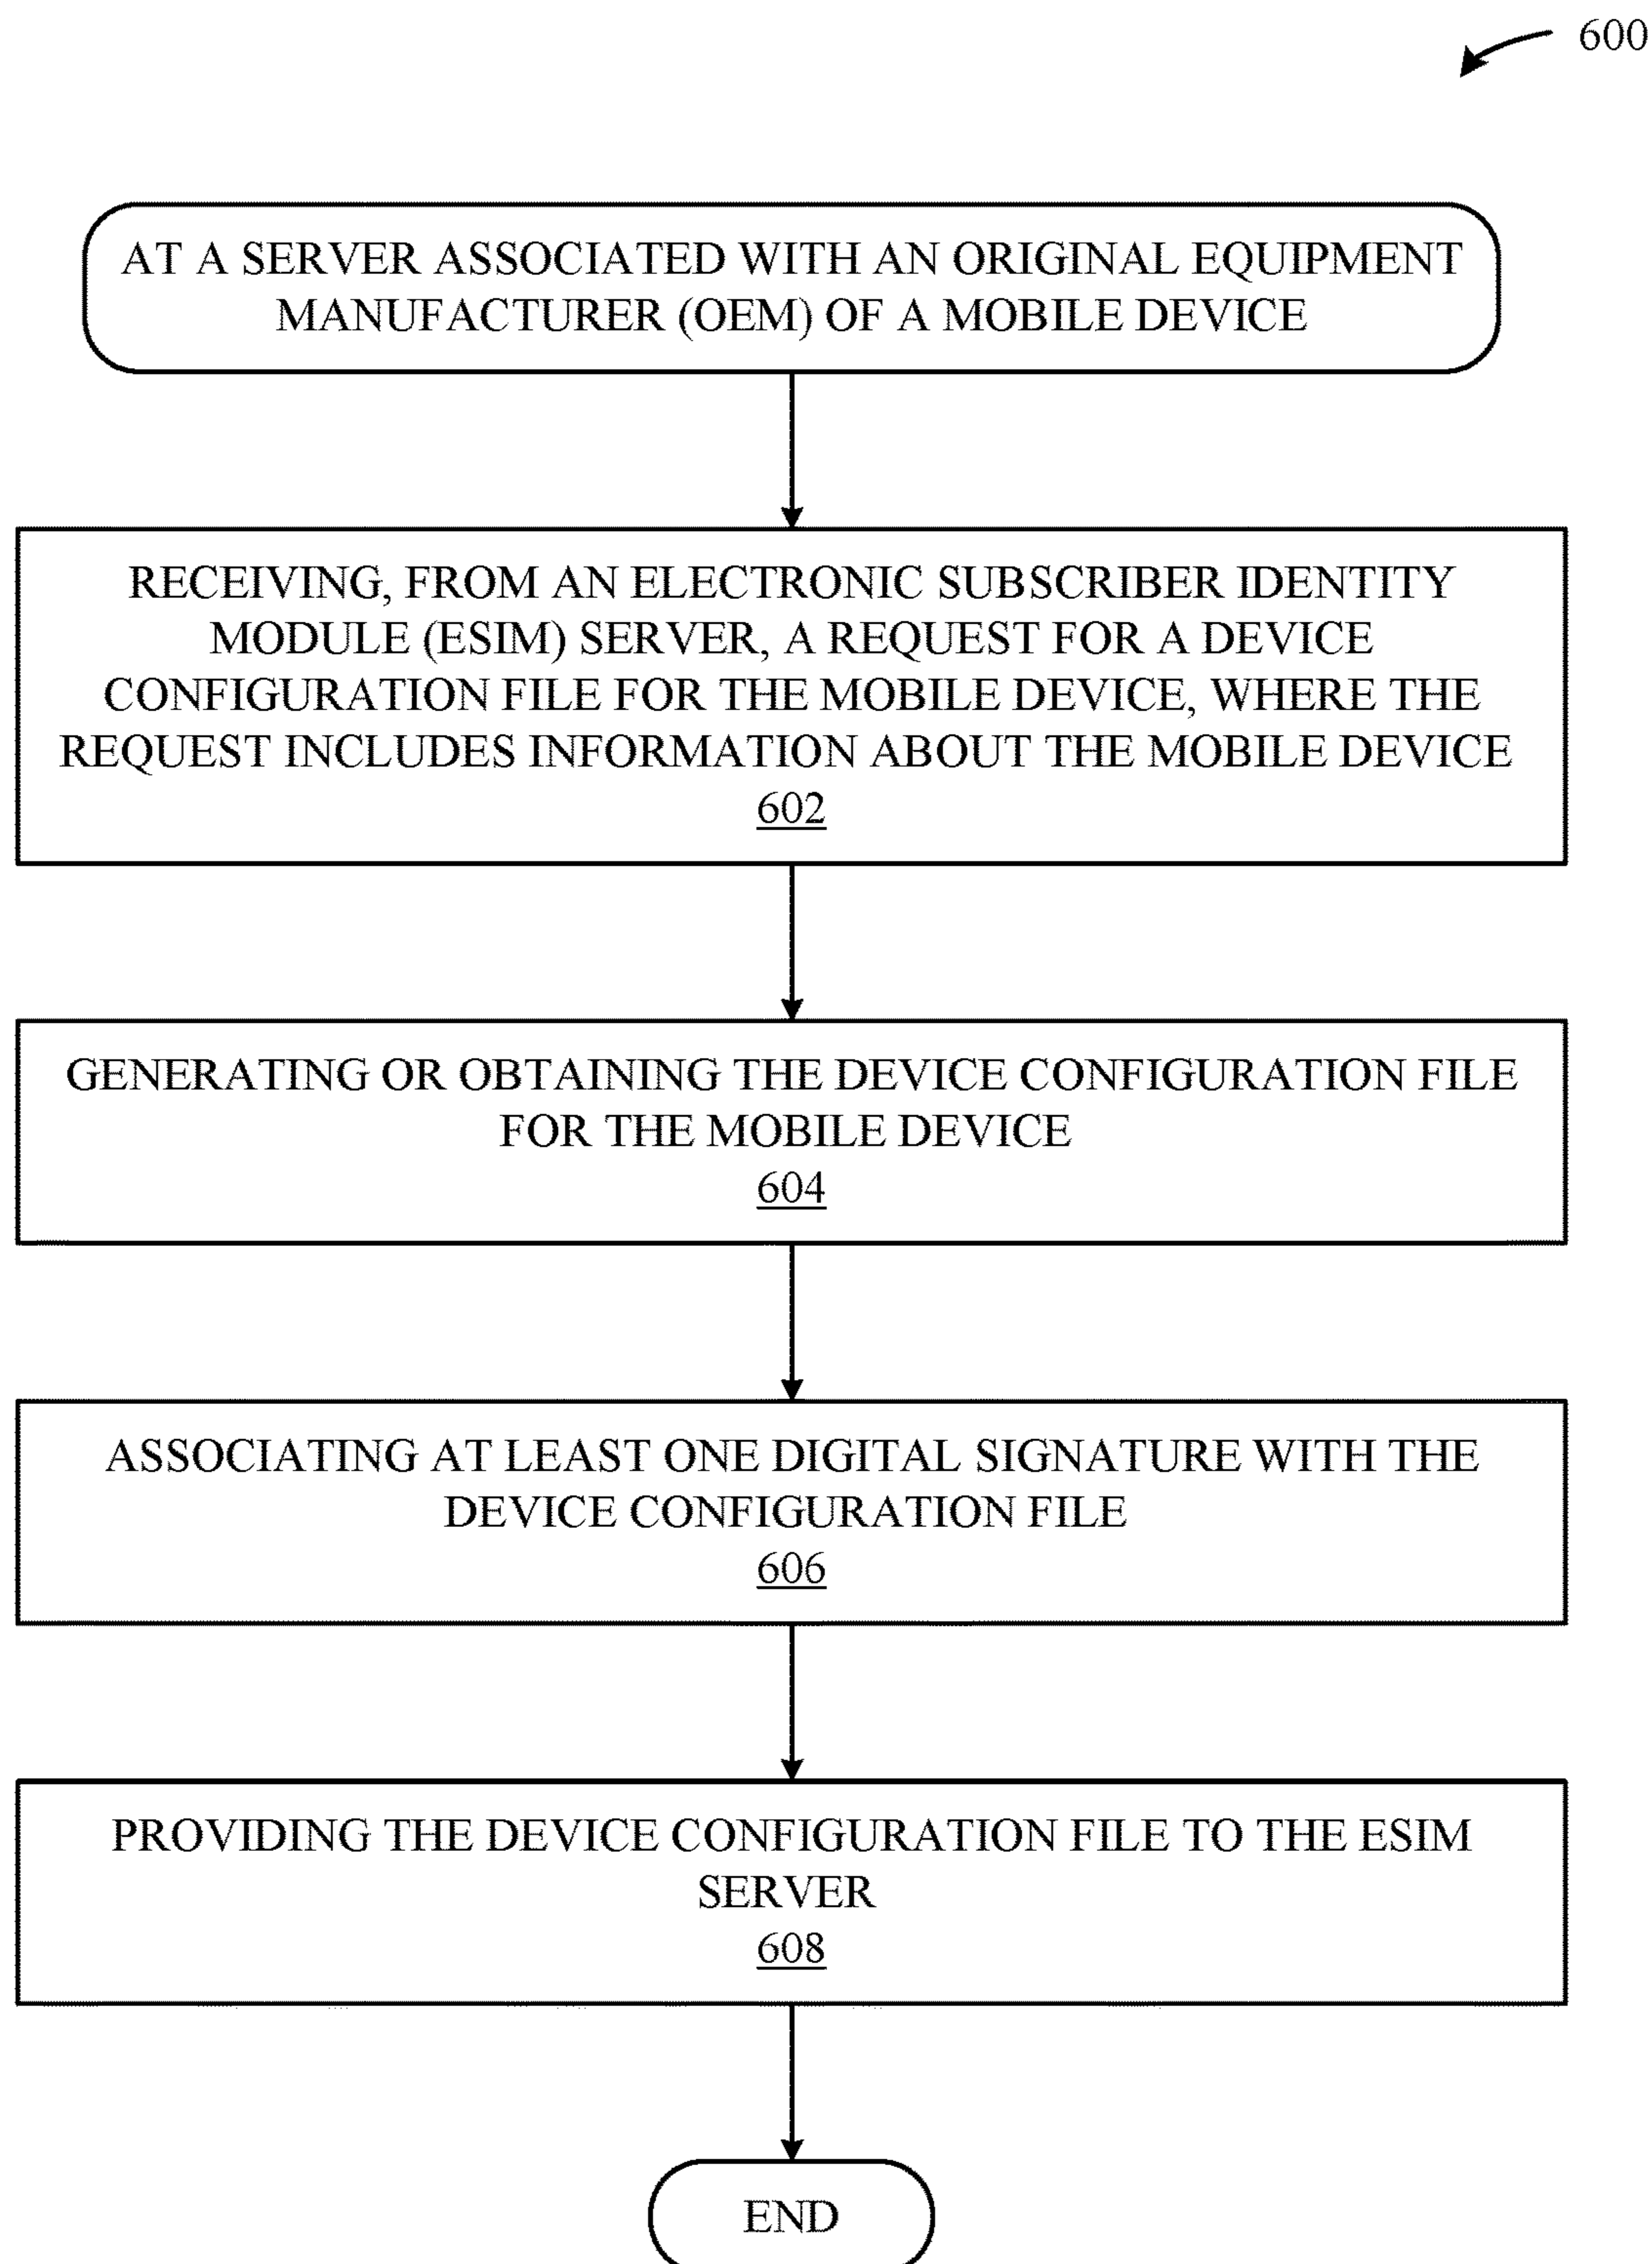 600
AT A SERVER ASSOCIATED WITH AN ORIGINAL EQUIPMENT
MANUFACTURER (OEM) OF A MOBILE DEVICE
RECEIVING, FROM AN ELECTRONIC SUBSCRIBER IDENTITY
MODULE (ESIM) SERVER, A REQUEST FOR A DEVICE
CONFIGURATION FILE FOR THE MOBILE DEVICE, WHERE THE
REQUEST INCLUDES INFORMATION ABOUT THE MOBILE DEVICE
602
GENERATING OR OBTAINING THE DEVICE CONFIGURATION FILE
FOR THE MOBILE DEVICE
604
ASSOCIATING AT LEAST ONE DIGITAL SIGNATURE WITH THE
DEVICE CONFIGURATION FILE
606
PROVIDING THE DEVICE CONFIGURATION FILE TO THE ESIM
SERVER
608
END